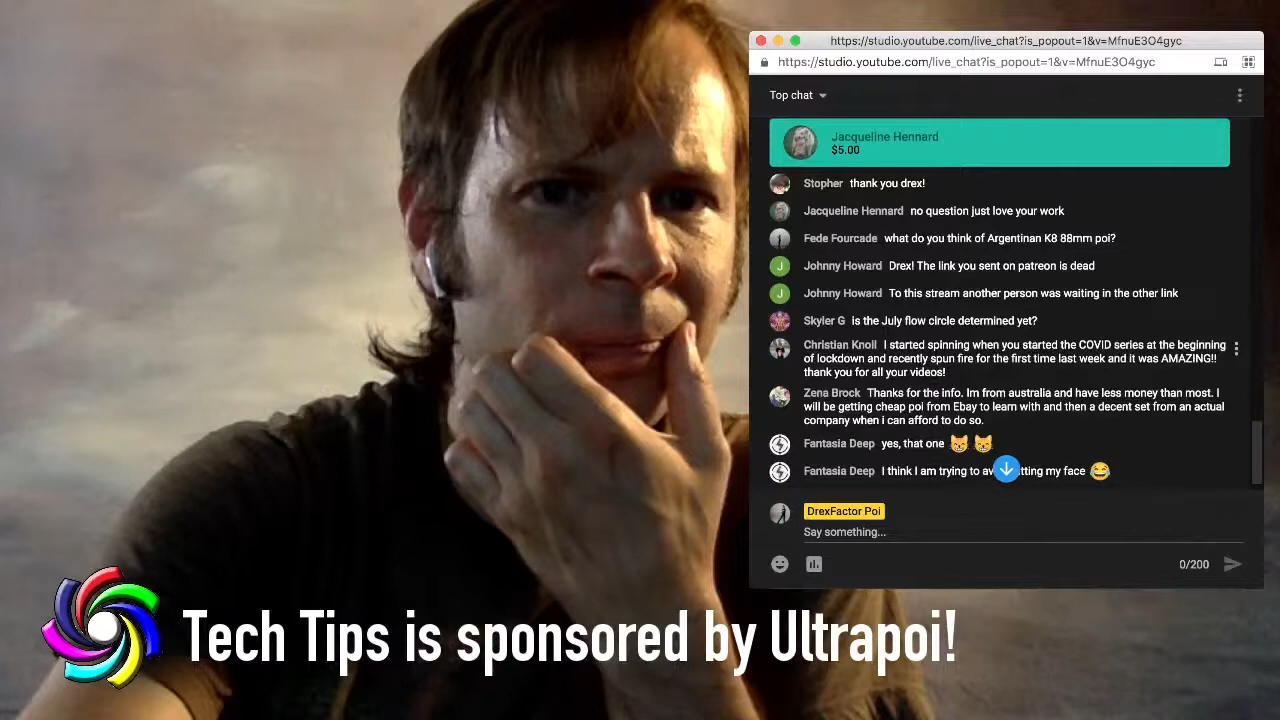 https://studio.youtube.com/live_chat?is_popout=1&v=MfnuE3O4gyc
https://studio.youtube.com/live_chat?is_popout=1&v=MfnuE3O4gyc
Top chat
Jacqueline Hennard
$5.00
Stopher thank you drex!
Jacqueline Hennard no question just love your work
Fede Fourcade what do you think of Argentinan K8 88mm poi?
J Johnny Howard Drex! The link you sent on patreon is dead
J Johnny Howard To this stream another person was waiting in the other link
Skyler G is the July flow circle determined yet?
Christian Knoll I started spinning when you started the COVID series at the beginning
of lockdown and recently spun fire for the first time last week and it was AMAZING!!
thank you for all your videos!
Zena Brock Thanks for the info. Im from australia and have less money than most. I
will be getting cheap poi from Ebay to learn with and then a decent set from an actual
company when i can afford to do so.
Fantasia Deep yes, that one 😺 😺
Fantasia Deep I think I am trying to my face 😂
DrexFactor Poi
Say something...
0/200
Tech Tips is sponsored by Ultrapoi!